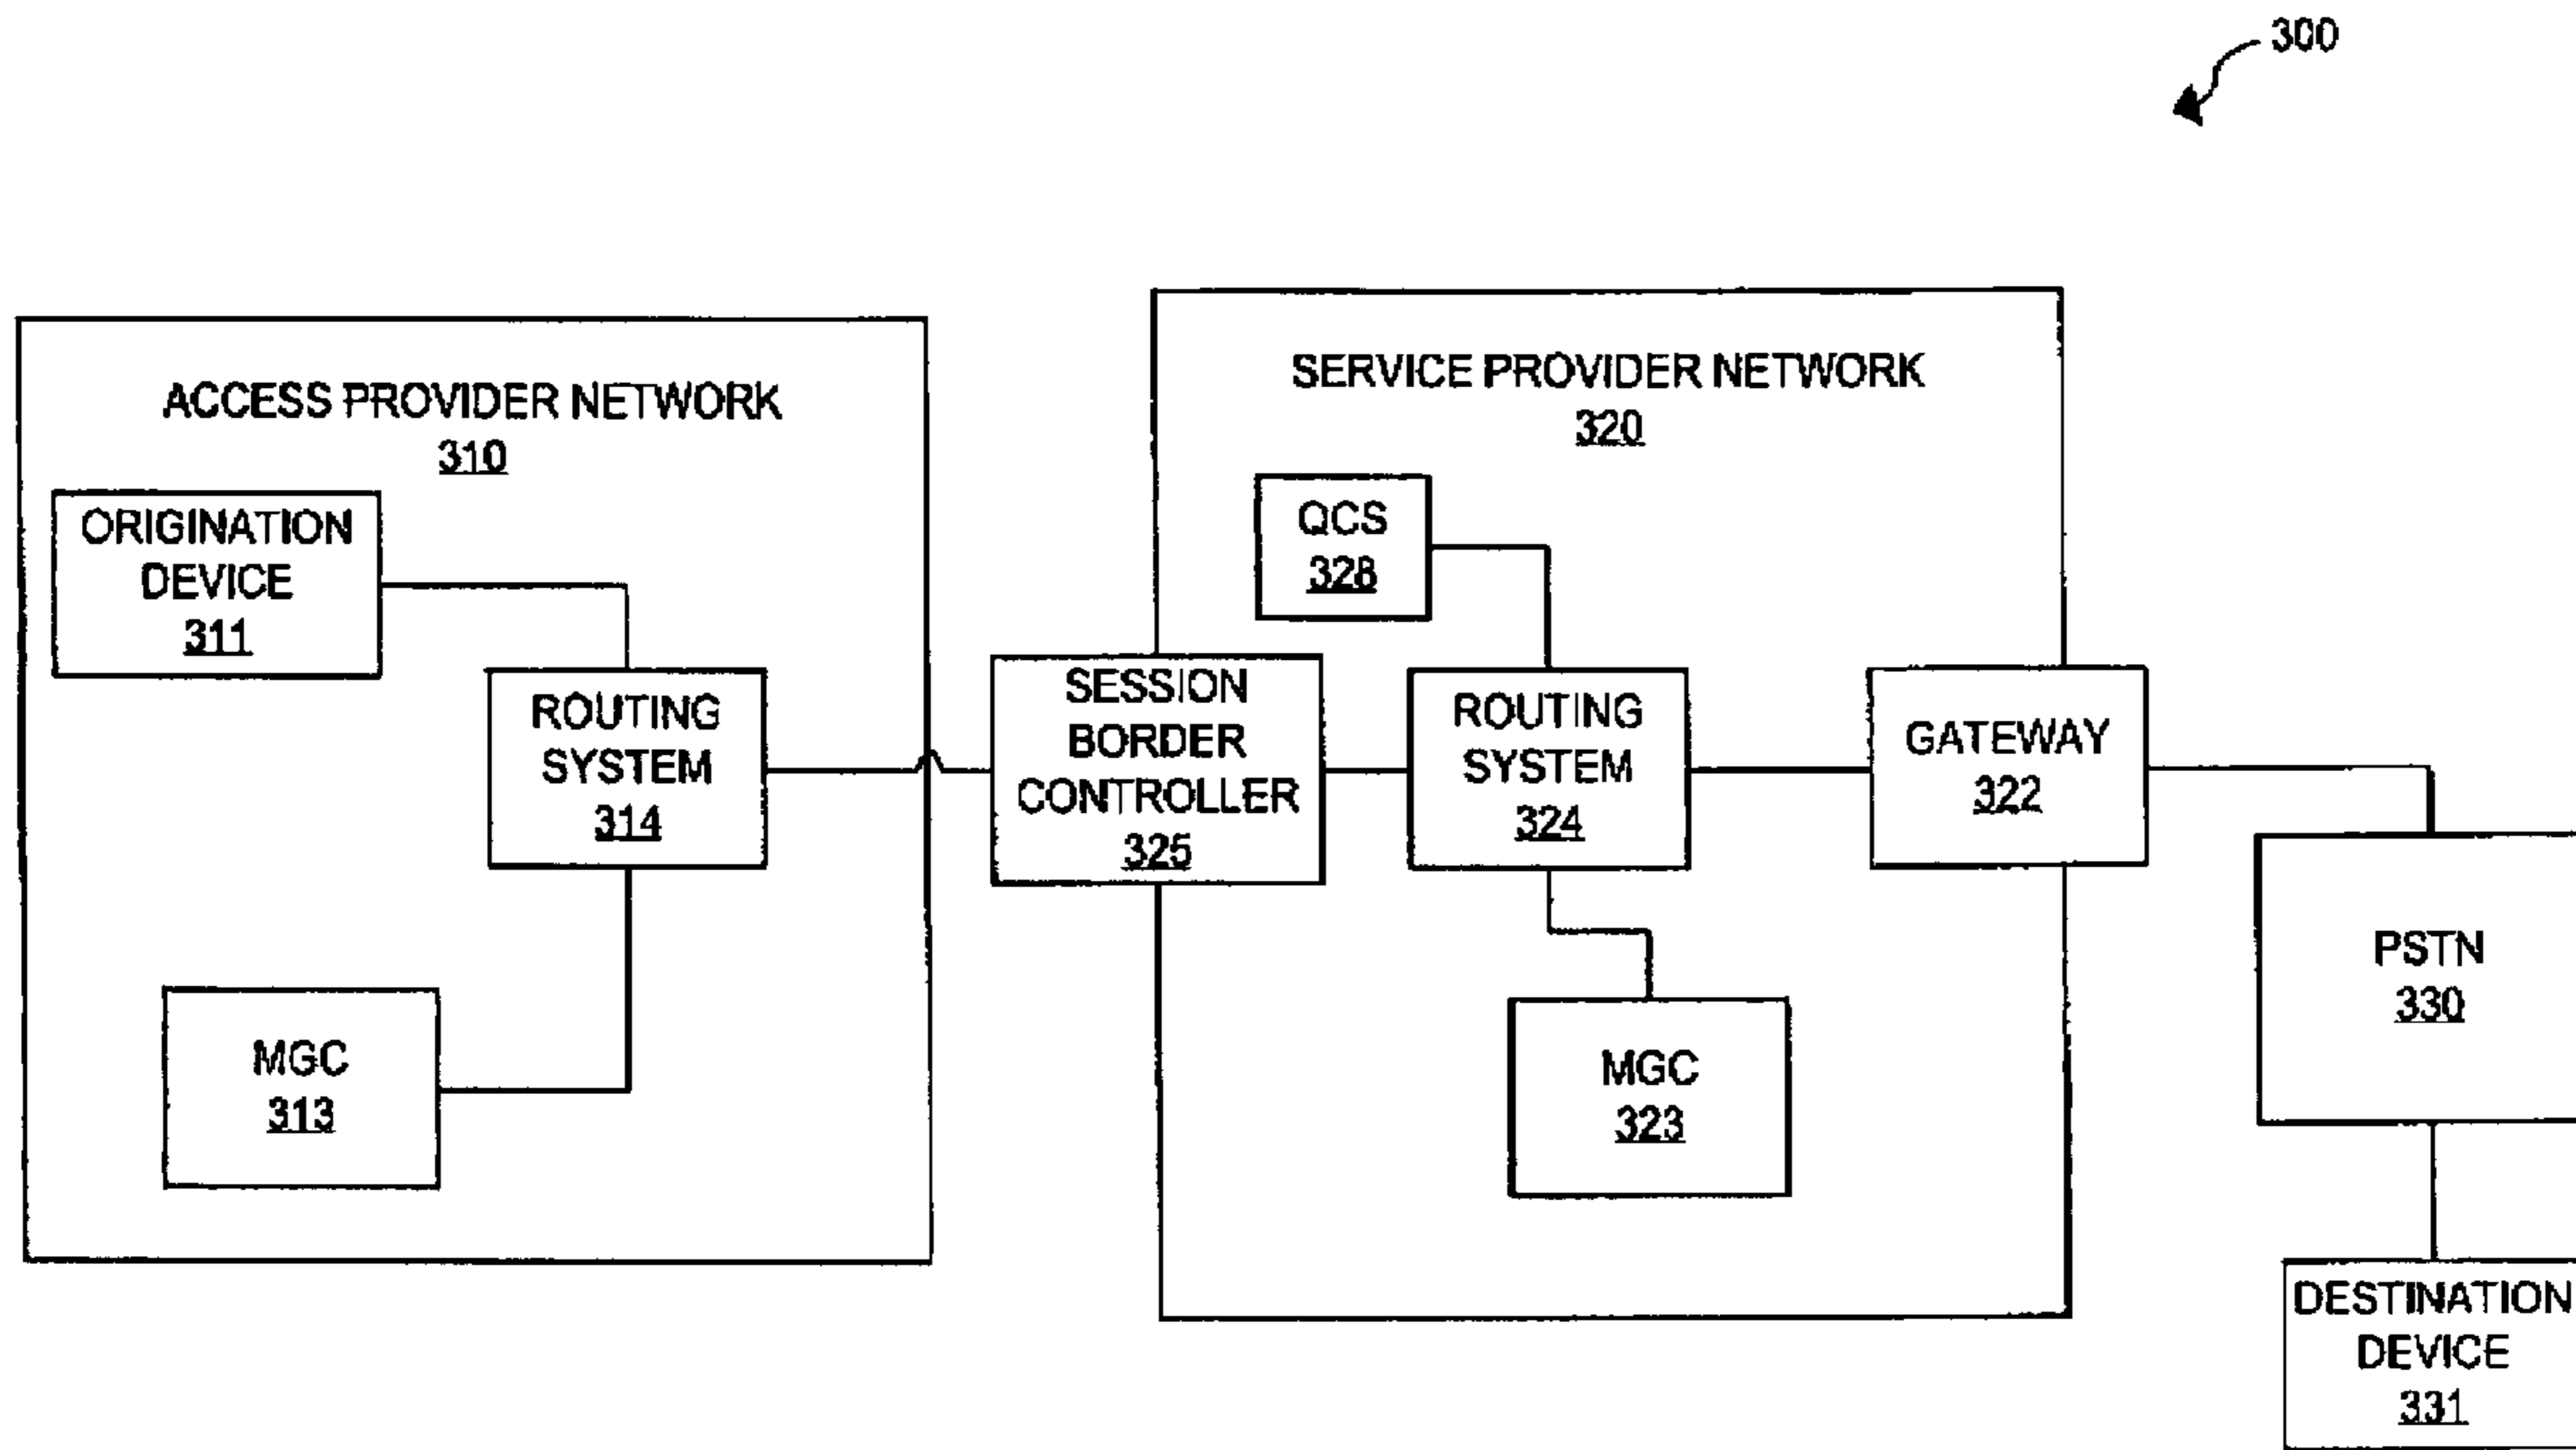 300
ACCESS PROVIDER NETWORK
310
ORIGINATION
DEVICE
311
ROUTING
SYSTEM
314
MGC
313
SESSION
BORDER
CONTROLLER
325
SERVICE PROVIDER NETWORK
320
QCS
328
ROUTING
SYSTEM
324
MGC
323
GATEWAY
322
PSTN
330
DESTINATION
DEVICE
331